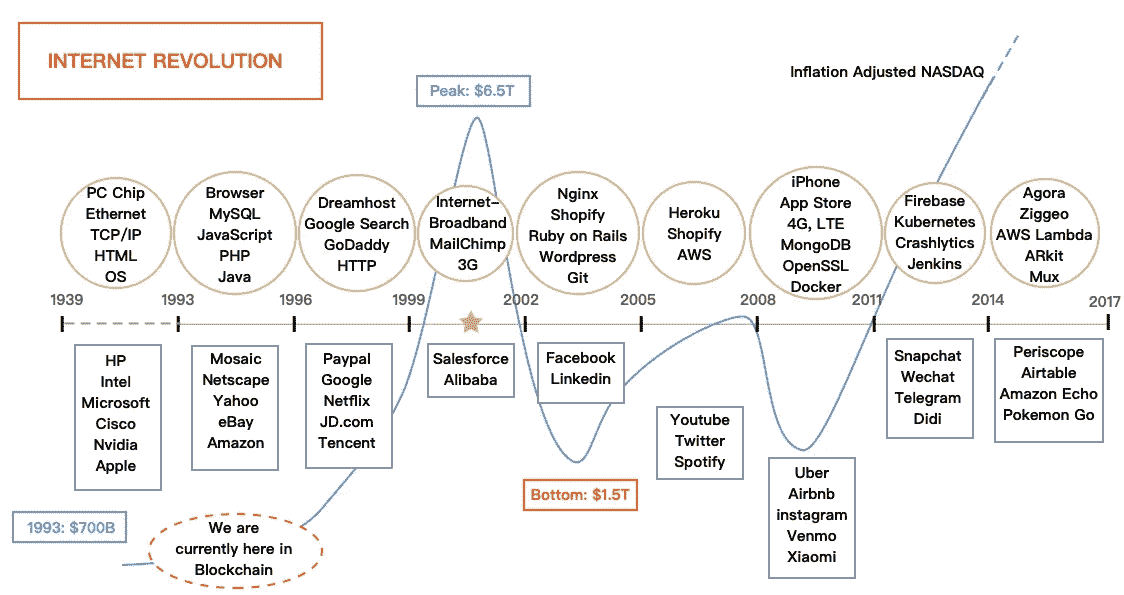 INTERNET REVOLUTION
Peak: $6.5T
Inflation Adjusted NASDAQ
PC Chip
Ethernet
TCP/IP
HTML
OS
Browser
MySQL
JavaScript
PHP
Java
Dreamhost
Google Search
GoDaddy
HTTP
Internet-
Broadband
MailChimp
3G
Nginx
Shopify
Ruby on Rails
Wordpress
Git
Heroku
Shopify
AWS
iPhone
App Store
4G, LTE
MongoDB
OpenSSL
Docker
Firebase
Kubernetes
Crashlytics
Jenkins
Agora
Ziggeo
AWS Lambda
ARkit
Mux
1939 1993 1996 1999 2002 2005 2008 2011 2014 2017
HP
Intel
Microsoft
Cisco
Nvidia
Apple
Mosaic
Netscape
Yahoo
eBay
Amazon
Paypal
Google
Netflix
JD.com
Tencent
Salesforce
Alibaba
Facebook
Linkedin
Youtube
Twitter
Spotify
Uber
Airbnb
instagram
Venmo
Xiaomi
Snapchat
Wechat
Telegram
Didi
Periscope
Airtable
Amazon Echo
Pokemon Go
Bottom: $1.5T
1993: $700B
We are
currently here in
Blockchain